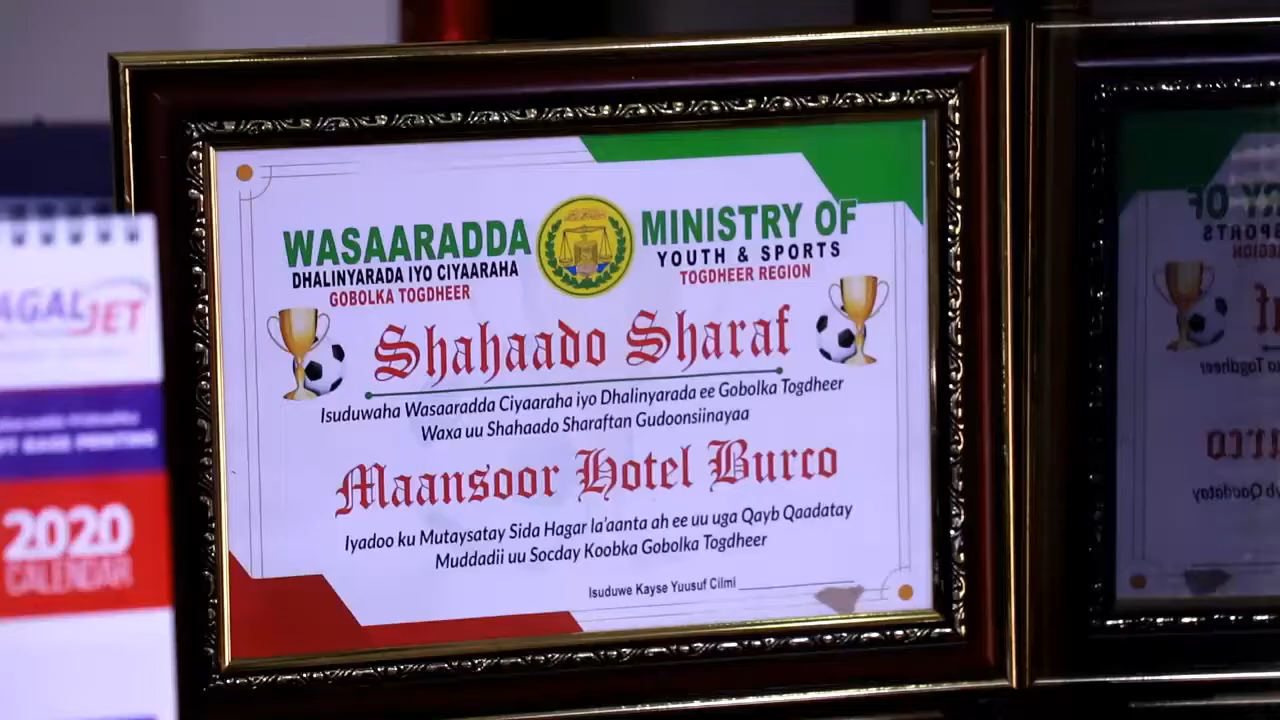 WASAARADDA
DHALINYARADA IYO CIYAARAHA
GOBOLKA TOGDHEER
MINISTRY OF
YOUTH & SPORTS
TOGDHEER REGION
Shahaado Sharaf
Isuduwaha Wasaaradda Ciyaaraha iyo Dhalinyarada ee Gobolka Togdheer
Waxa uu Shahaado Sharaftan Gudoonsiinayaa
Maansoor Hotel Burco
Iyadoo ku Mutaysatay Sida Hagar la'aanta ah ee uu uga Qayb Qaadatay
Muddadii uu Socday Koobka Gobolka Togdheer
Isuduwe Kayse Yuusuf Cilmi
AGAL JET
2020
CALENDAR